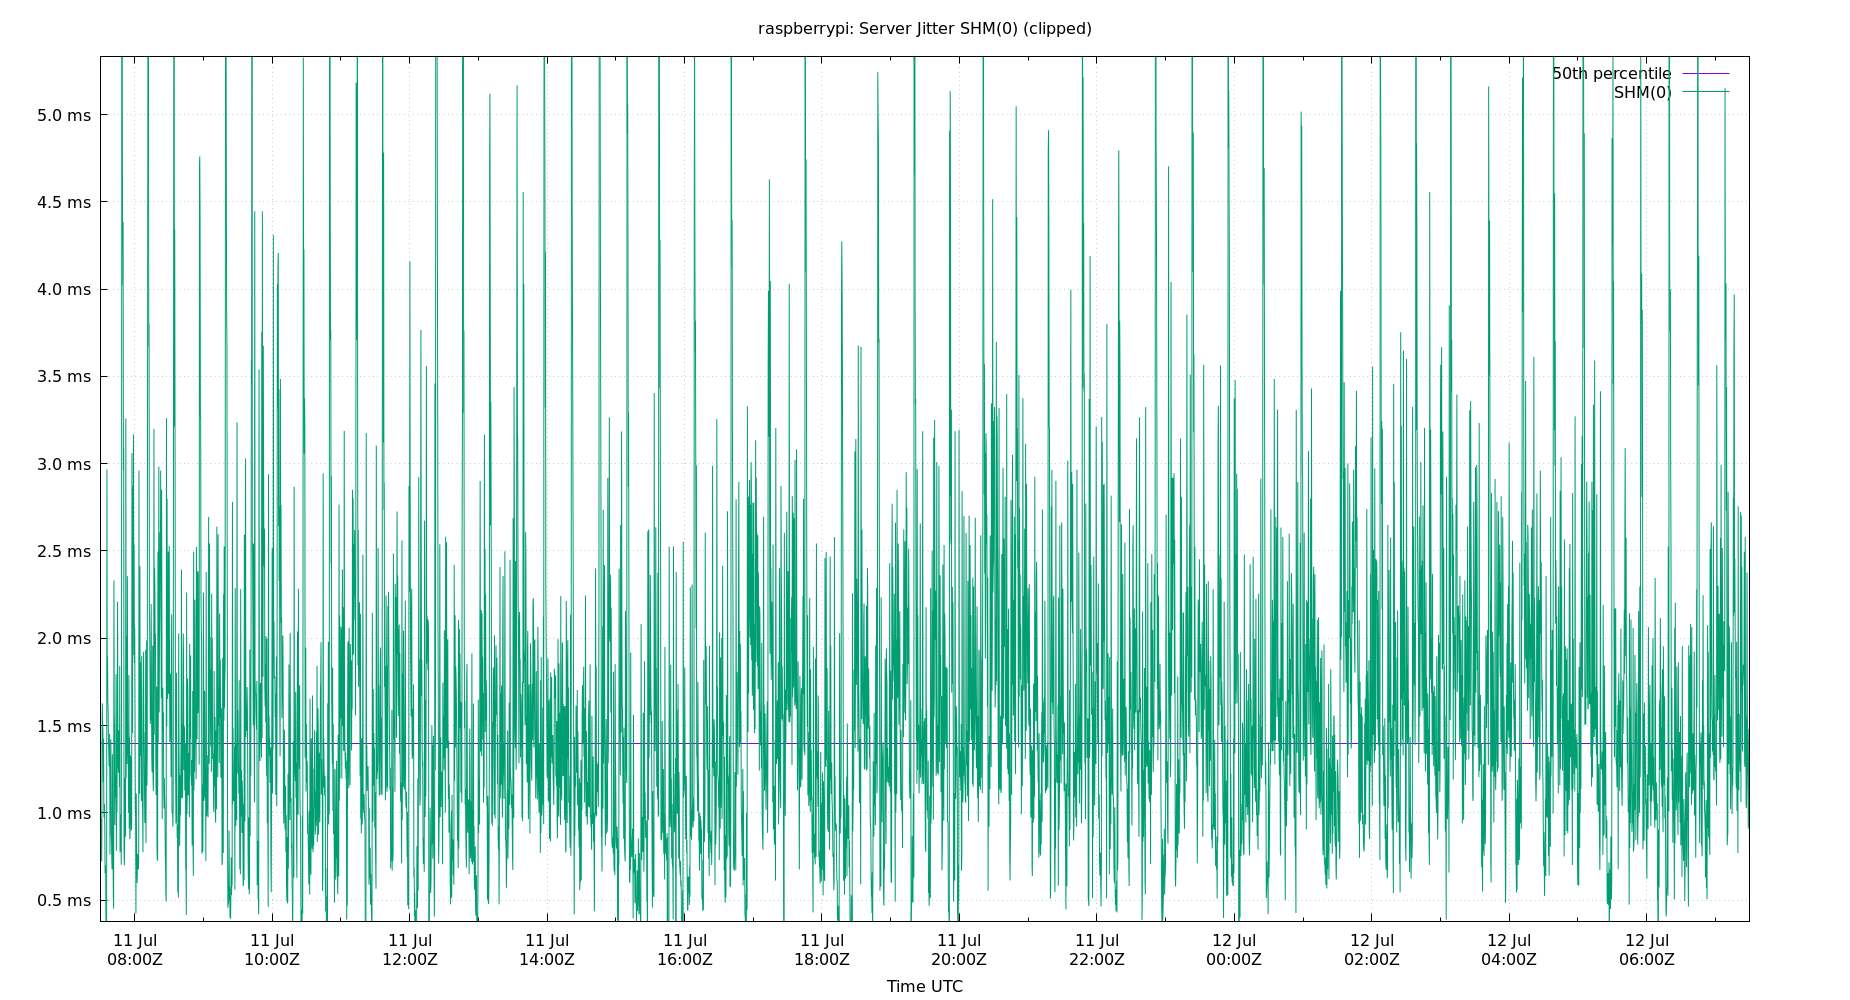 raspberrypi: Server Jitter SHM(0) (clipped)
50th percentile
SHM(0)
5.0 ms
4.5 ms
4.0 ms
3.5 ms
3.0 ms
2.5 ms
2.0 ms
1.5 ms
1.0 ms
0.5 ms
11 Jul 11 Jul 11 Jul 11 Jul 11 Jul 11 Jul 11 Jul 11 Jul 12 Jul 12 Jul 12 Jul 12 Jul
08:00Z 10:00Z 12:00Z 14:00Z 16:00Z 18:00Z 20:00Z 22:00Z 00:00Z 02:00Z 04:00Z 06:00Z
Time UTC